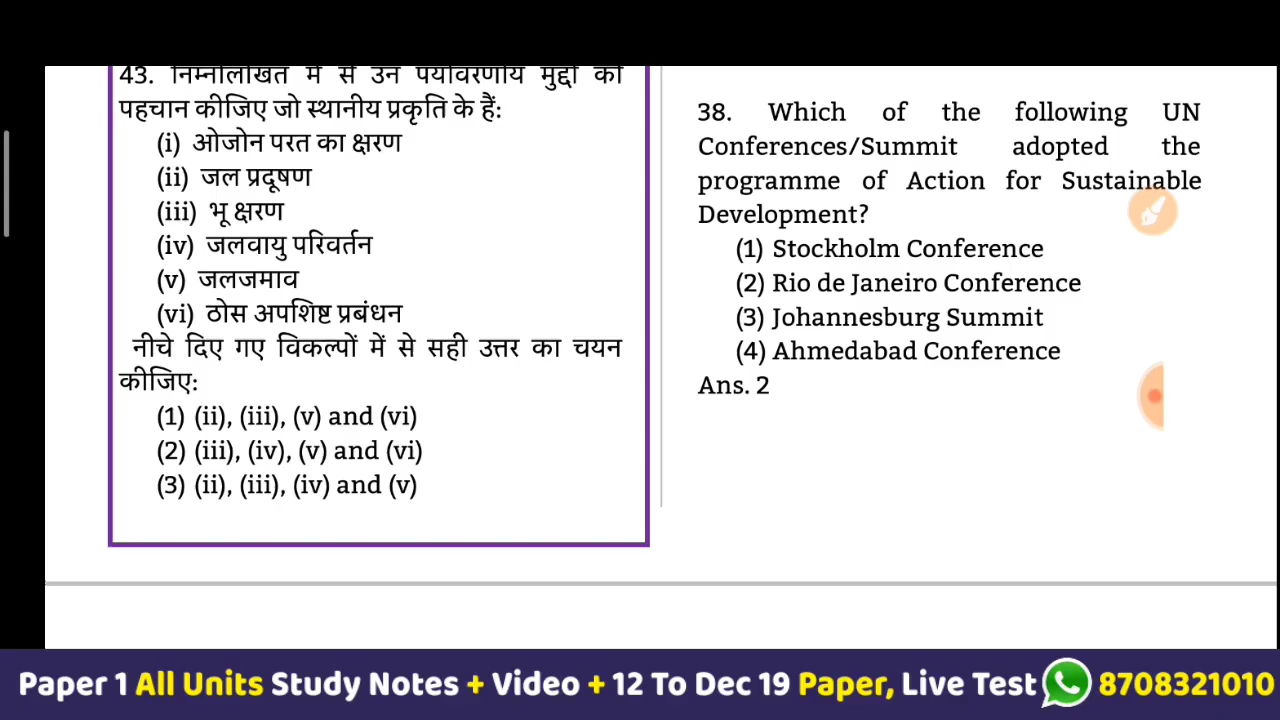 43. निम्नलिखित में से उन पर्यावरणीय मुद्दों की
पहचान कीजिए जो स्थानीय प्रकृति के हैं:
(i) ओजोन परत का क्षरण
(ii) जल प्रदूषण
(iii) भू क्षरण
(iv) जलवायु परिवर्तन
(v) जलजमाव
(vi) ठोस अपशिष्ट प्रबंधन
नीचे दिए गए विकल्पों में से सही उत्तर का चयन
कीजिए:
(1) (ii), (iii), (v) and (vi)
(2) (iii), (iv), (v) and (vi)
(3) (ii), (iii), (iv) and (v)
38. Which of the following UN
Conferences/Summit adopted the
programme of Action for Sustainable
Development?
(1) Stockholm Conference
(2) Rio de Janeiro Conference
(3) Johannesburg Summit
(4) Ahmedabad Conference
Ans. 2
Paper 1 All Units Study Notes + Video + 12 To Dec 19 Paper, Live Test 8708321010